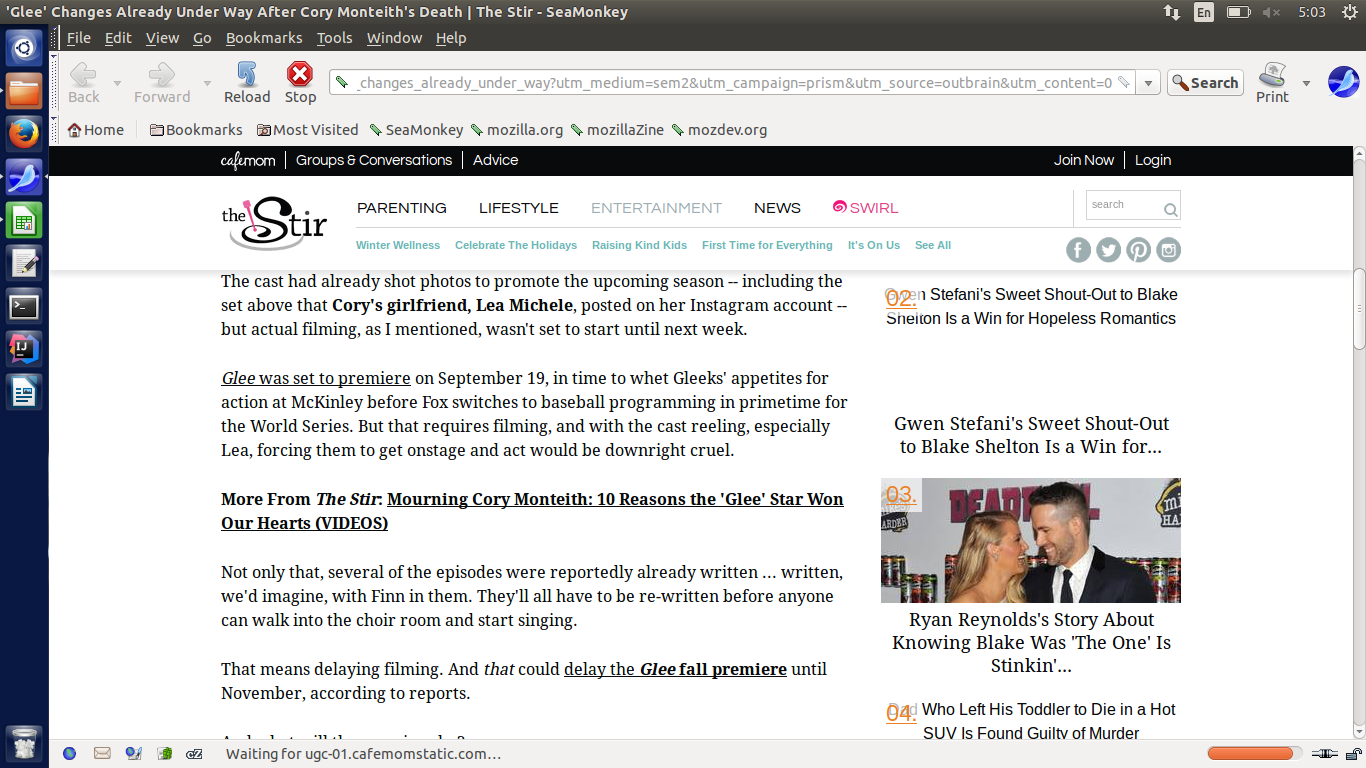 'Glee' Changes Already Under Way After Cory Monteith's Death | The Stir - SeaMonkey
En
5:03
File Edit View Go Bookmarks Tools Window Help
Back Forward Reload Stop
_changes_already_under_way?utm_medium=sem2&utm_campaign=prism&utm_source=outbrain&utm_content=0
Search
Print
Home Bookmarks Most Visited SeaMonkey mozilla.org mozillaZine mozdev.org
cafemom Groups & Conversations Advice Join Now Login
the Stir
PARENTING LIFESTYLE ENTERTAINMENT NEWS SWIRL
search
Winter Wellness Celebrate The Holidays Raising Kind Kids First Time for Everything It's On Us See All
The cast had already shot photos to promote the upcoming season -- including the
set above that Cory's girlfriend, Lea Michele, posted on her Instagram account --
but actual filming, as I mentioned, wasn't set to start until next week.
Glee was set to premiere on September 19, in time to whet Gleeks' appetites for
action at McKinley before Fox switches to baseball programming in primetime for
the World Series. But that requires filming, and with the cast reeling, especially
Lea, forcing them to get onstage and act would be downright cruel.
More From The Stir: Mourning Cory Monteith: 10 Reasons the 'Glee' Star Won
Our Hearts (VIDEOS)
Not only that, several of the episodes were reportedly already written ... written,
we'd imagine, with Finn in them. They'll all have to be re-written before anyone
can walk into the choir room and start singing.
That means delaying filming. And that could delay the Glee fall premiere until
November, according to reports.
02.
Gwen Stefani's Sweet Shout-Out to Blake
Shelton Is a Win for Hopeless Romantics
Gwen Stefani's Sweet Shout-Out
to Blake Shelton Is a Win for...
03.
DEADPOOL
HARDER
HARD
Ryan Reynolds's Story About
Knowing Blake Was 'The One' Is
Stinkin'...
04.
Dad Who Left His Toddler to Die in a Hot
SUV Is Found Guilty of Murder
Waiting for ugc-01.cafemomstatic.com...